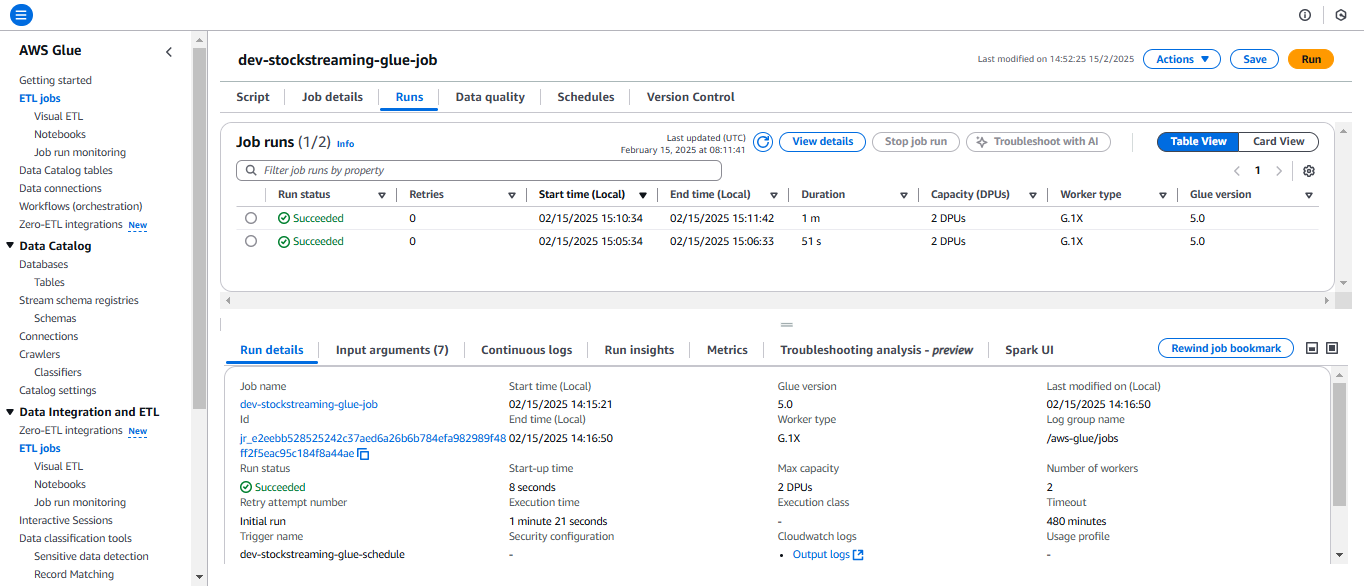 AWS Glue
Getting started
ETL jobs
Visual ETL
Notebooks
Job run monitoring
Data Catalog tables
Data connections
Workflows (orchestration)
Zero-ETL integrations New
Data Catalog
Databases
Tables
Stream schema registries
Schemas
Connections
Crawlers
Classifiers
Catalog settings
Data Integration and ETL
Zero-ETL integrations New
ETL jobs
Visual ETL
Notebooks
Job run monitoring
Interactive Sessions
Data classification tools
Sensitive data detection
Record Matching
dev-stockstreaming-glue-job
Last modified on 14:52:25 15/2/2025 Actions Save Run
Script Job details Runs Data quality Schedules Version Control
Job runs (1/2) Info
Last updated (UTC)
February 15, 2025 at 08:11:41
View details Stop job run Troubleshoot with AI Table View Card View
Filter job runs by property
1
Run status Retries Start time (Local) End time (Local) Duration Capacity (DPUs) Worker type Glue version
Succeeded 0 02/15/2025 15:10:34 02/15/2025 15:11:42 1 m 2 DPUs G.1X 5.0
Succeeded 0 02/15/2025 15:05:34 02/15/2025 15:06:33 51 s 2 DPUs G.1X 5.0
Run details Input arguments (7) Continuous logs Run insights Metrics Troubleshooting analysis - preview Spark UI Rewind job bookmark
Job name Start time (Local) Glue version Last modified on (Local)
dev-stockstreaming-glue-job 02/15/2025 14:15:21 5.0 02/15/2025 14:16:50
Id End time (Local) Worker type Log group name
jr_e2eebb528525242c37aed6a26b6b784efa982989f48 02/15/2025 14:16:50 G.1X /aws-glue/jobs
ff2f5eac95c184f8a44ae
Run status Start-up time Max capacity Number of workers
Succeeded 8 seconds 2 DPUs 2
Retry attempt number Execution time Execution class Timeout
Initial run 1 minute 21 seconds - 480 minutes
Trigger name Security configuration Cloudwatch logs Usage profile
dev-stockstreaming-glue-schedule - • Output logs -